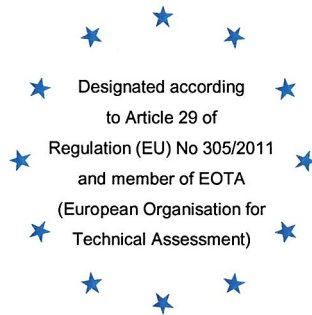 Designated according
to Article 29 of
Regulation (EU) No 305/2011
and member of EOTA
(European Organisation for
Technical Assessment)